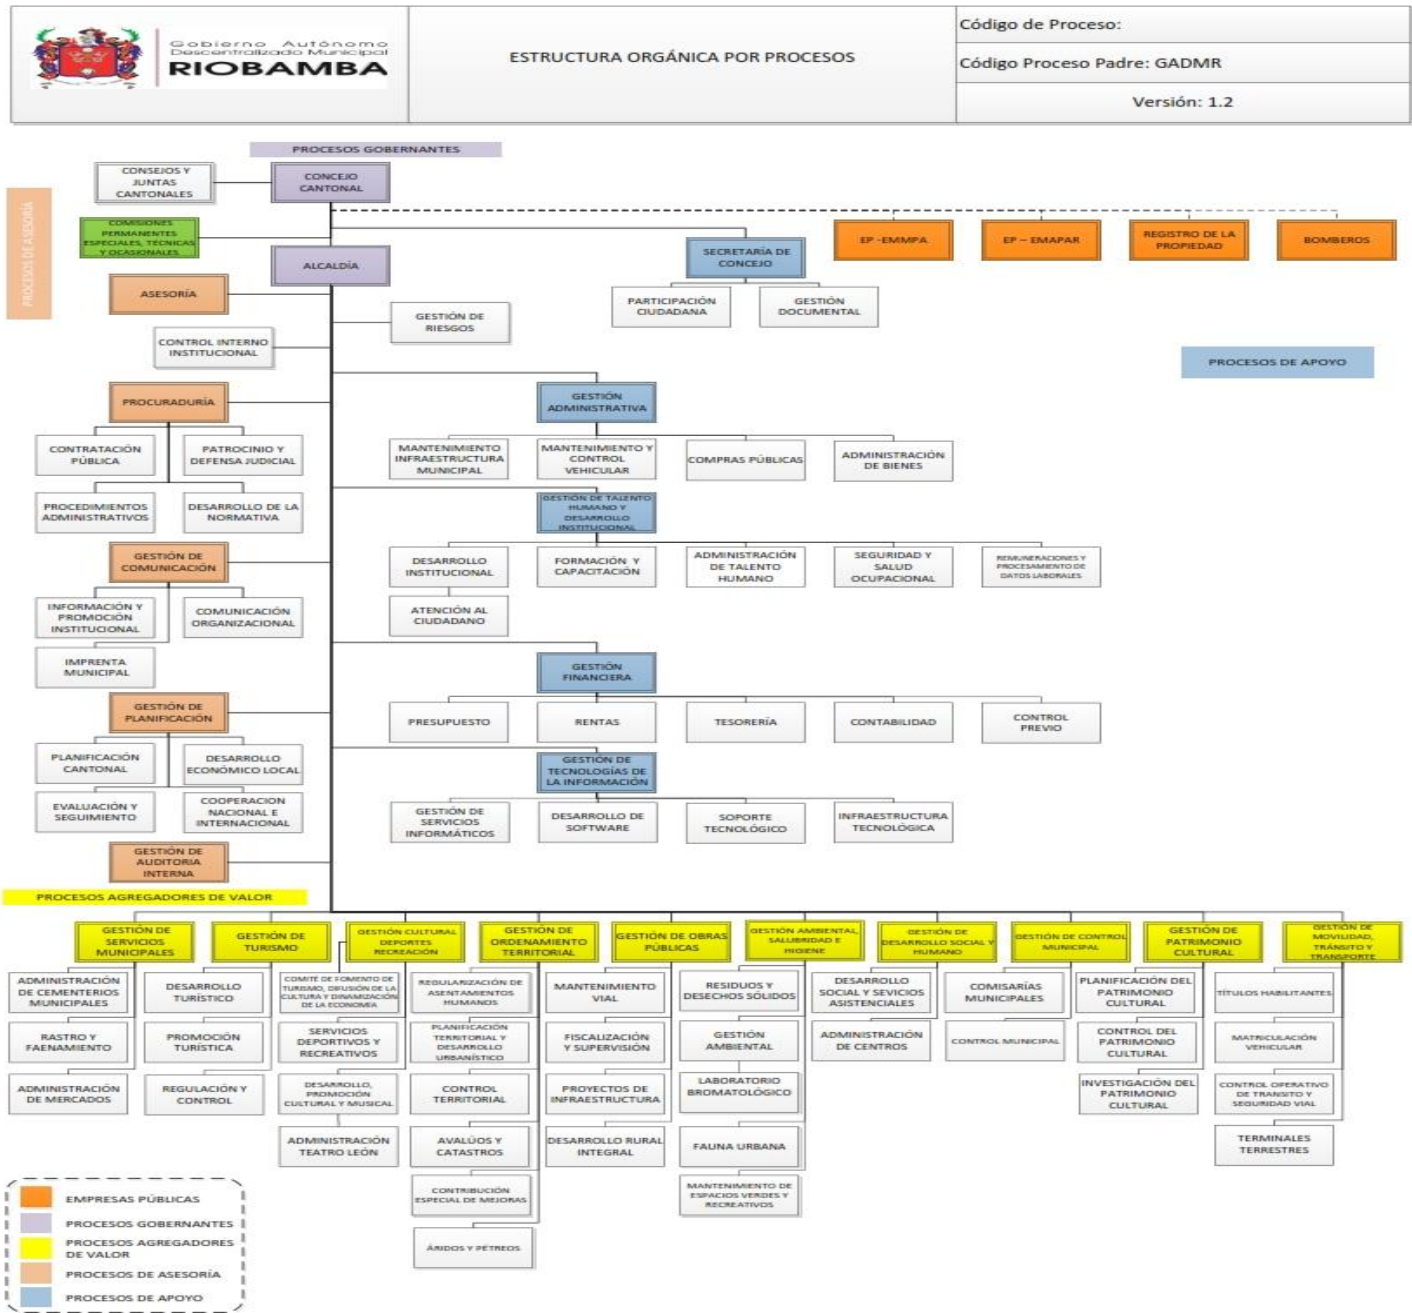 Gobierno Autónomo
Descentralizado Municipal
RIOBAMBA
ESTRUCTURA ORGÁNICA POR PROCESOS
Código de Proceso:
Código Proceso Padre: GADMR
Versión: 1.2
PROCESOS GOBERNANTES
CONSEJOS Y
JUNTAS
CANTONALES
CONCEJO
CANTONAL
PROCESOS DE ASESORÍA
COMISIONES
PERMANENTES
ESPECIALES, TÉCNICAS
Y OCASIONALES
ALCALDÍA
SECRETARÍA DE
CONCEJO
EP -EMMPA
EP – EMAPAR
REGISTRO DE LA
PROPIEDAD
BOMBEROS
ASESORÍA
PARTICIPACIÓN
CIUDADANA
GESTIÓN
DOCUMENTAL
GESTIÓN DE
RIESGOS
CONTROL INTERNO
INSTITUCIONAL
PROCESOS DE APOYO
PROCURADURÍA
CONTRATACIÓN
PÚBLICA
PATROCINIO Y
DEFENSA JUDICIAL
PROCEDIMIENTOS
ADMINISTRATIVOS
DESARROLLO DE LA
NORMATIVA
GESTIÓN
ADMINISTRATIVA
MANTENIMIENTO
INFRAESTRUCTURA
MUNICIPAL
MANTENIMIENTO Y
CONTROL
VEHICULAR
COMPRAS PÚBLICAS
ADMINISTRACIÓN
DE BIENES
GESTIÓN DE TALENTO
HUMANO Y
DESARROLLO
INSTITUCIONAL
DESARROLLO
INSTITUCIONAL
FORMACIÓN Y
CAPACITACIÓN
ADMINISTRACIÓN
DE TALENTO
HUMANO
SEGURIDAD Y
SALUD
OCUPACIONAL
REMUNERACIONES Y
PROCESAMIENTO DE
DATOS LABORALES
ATENCIÓN AL
CIUDADANO
GESTIÓN DE
COMUNICACIÓN
INFORMACIÓN Y
PROMOCIÓN
INSTITUCIONAL
COMUNICACIÓN
ORGANIZACIONAL
IMPRENTA
MUNICIPAL
GESTIÓN
FINANCIERA
PRESUPUESTO
RENTAS
TESORERÍA
CONTABILIDAD
CONTROL
PREVIO
GESTIÓN DE
PLANIFICACIÓN
PLANIFICACIÓN
CANTONAL
DESARROLLO
ECONÓMICO LOCAL
EVALUACIÓN Y
SEGUIMIENTO
COOPERACION
NACIONAL E
INTERNACIONAL
GESTIÓN DE
TECNOLOGÍAS DE
LA INFORMACIÓN
GESTIÓN DE
SERVICIOS
INFORMÁTICOS
DESARROLLO DE
SOFTWARE
SOPORTE
TECNOLÓGICO
INFRAESTRUCTURA
TECNOLÓGICA
GESTIÓN DE
AUDITORIA
INTERNA
PROCESOS AGREGADORES DE VALOR
GESTIÓN DE
SERVICIOS
MUNICIPALES
ADMINISTRACIÓN
DE CEMENTERIOS
MUNICIPALES
RASTRO Y
FAENAMIENTO
ADMINISTRACIÓN
DE MERCADOS
GESTIÓN DE
TURISMO
DESARROLLO
TURÍSTICO
PROMOCIÓN
TURÍSTICA
REGULACIÓN Y
CONTROL
GESTIÓN CULTURAL
DEPORTES
RECREACIÓN
COMITÉ DE FOMENTO DE
TURISMO, DIFUSIÓN DE LA
CULTURA Y DINAMIZACIÓN
DE LA ECONOMÍA
SERVICIOS
DEPORTIVOS Y
RECREATIVOS
DESARROLLO,
PROMOCIÓN
CULTURAL Y MUSICAL
ADMINISTRACIÓN
TEATRO LEÓN
GESTIÓN DE
ORDENAMIENTO
TERRITORIAL
REGULARIZACIÓN DE
ASENTAMIENTOS
HUMANOS
PLANIFICACIÓN
TERRITORIAL Y
DESARROLLO
URBANÍSTICO
CONTROL
TERRITORIAL
AVALÚOS Y
CATASTROS
CONTRIBUCIÓN
ESPECIAL DE MEJORAS
ÁRIDOS Y PÉTREOS
GESTIÓN DE OBRAS
PÚBLICAS
MANTENIMIENTO
VIAL
FISCALIZACIÓN
Y SUPERVISIÓN
PROYECTOS DE
INFRAESTRUCTURA
DESARROLLO RURAL
INTEGRAL
GESTIÓN AMBIENTAL,
SALUBRIDAD E
HIGIENE
RESIDUOS Y
DESECHOS SÓLIDOS
GESTIÓN
AMBIENTAL
LABORATORIO
BROMATOLÓGICO
FAUNA URBANA
MANTENIMIENTO DE
ESPACIOS VERDES Y
RECREATIVOS
GESTIÓN DE
DESARROLLO SOCIAL Y
HUMANO
DESARROLLO
SOCIAL Y SEVICIOS
ASISTENCIALES
ADMINISTRACIÓN
DE CENTROS
GESTIÓN DE CONTROL
MUNICIPAL
COMISARÍAS
MUNICIPALES
CONTROL MUNICIPAL
GESTIÓN DE
PATRIMONIO
CULTURAL
PLANIFICACIÓN DEL
PATRIMONIO
CULTURAL
CONTROL DEL
PATRIMONIO
CULTURAL
INVESTIGACIÓN DEL
PATRIMONIO
CULTURAL
GESTIÓN DE
MOVILIDAD,
TRÁNSITO Y
TRANSPORTE
TÍTULOS HABILITANTES
MATRICULACIÓN
VEHICULAR
CONTROL OPERATIVO
DE TRANSITO Y
SEGURIDAD VIAL
TERMINALES
TERRESTRES
EMPRESAS PÚBLICAS
PROCESOS GOBERNANTES
PROCESOS AGREGADORES
DE VALOR
PROCESOS DE ASESORÍA
PROCESOS DE APOYO